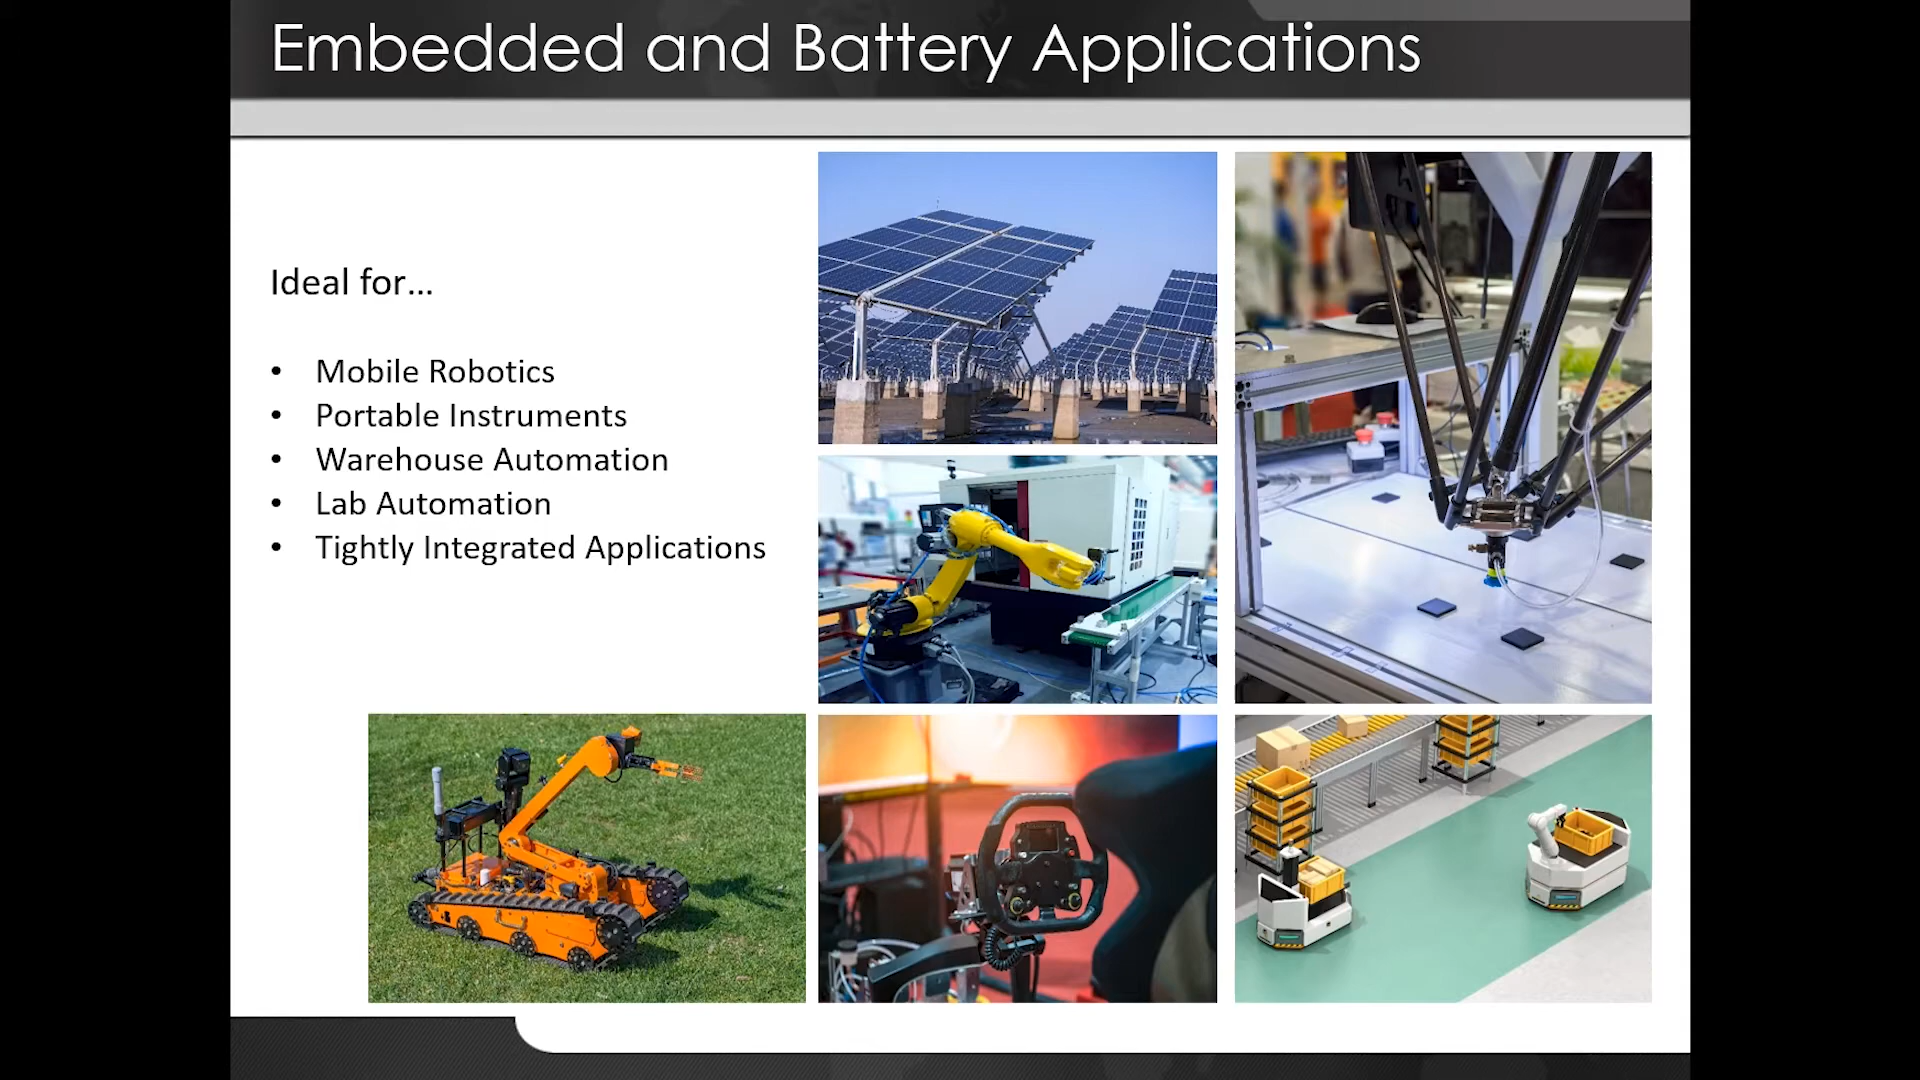 Embedded and Battery Applications
Ideal for...
• Mobile Robotics
• Portable Instruments
• Warehouse Automation
• Lab Automation
• Tightly Integrated Applications